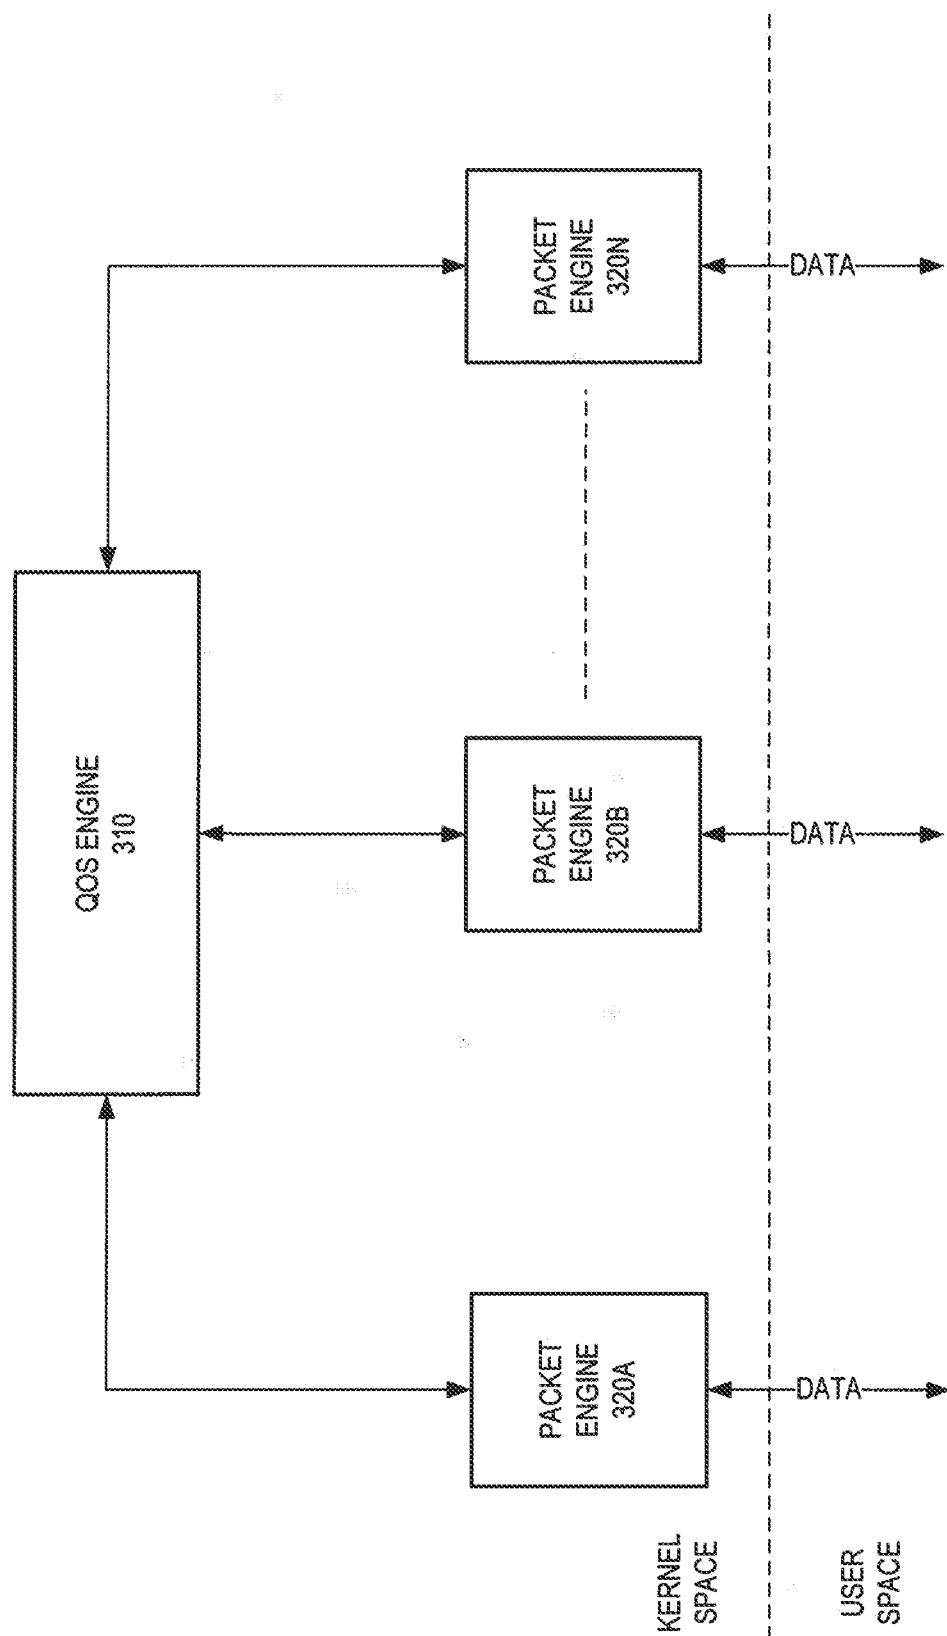 QOS ENGINE
310
PACKET
ENGINE
320A
PACKET
ENGINE
320B
PACKET
ENGINE
320N
KERNEL
SPACE
DATA
DATA
DATA
USER
SPACE